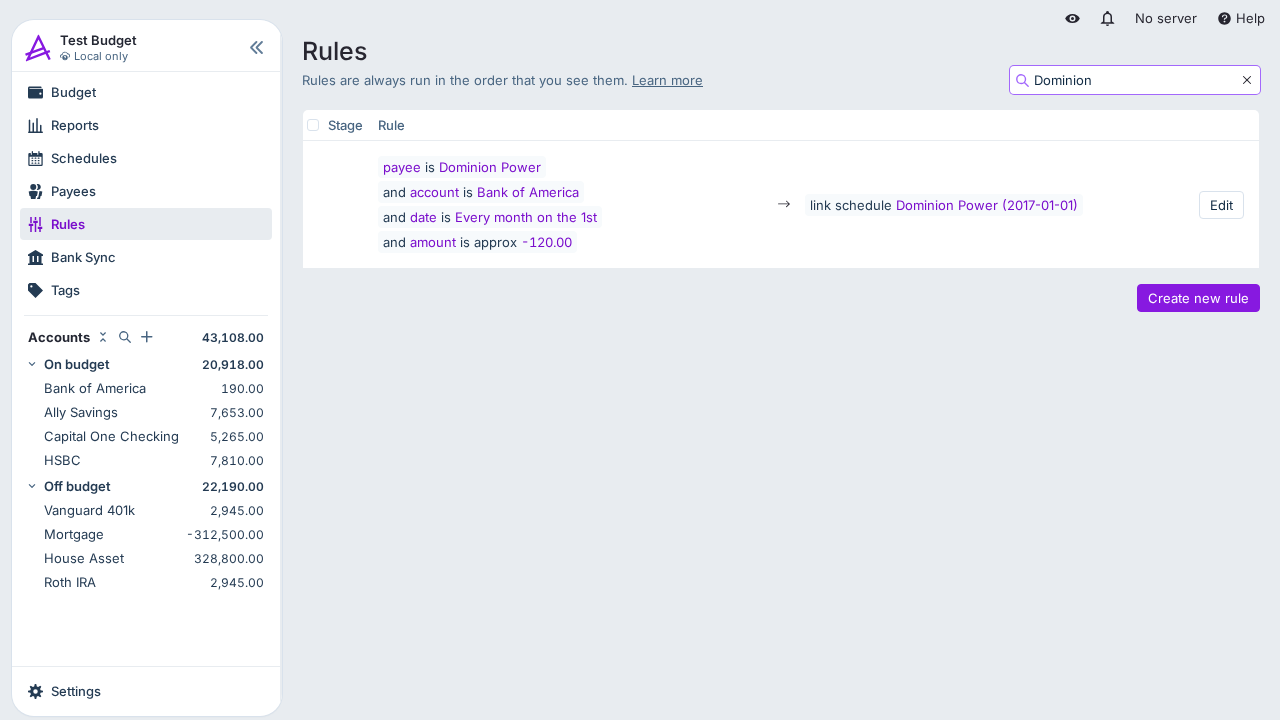 No server
Help
Test Budget
Local only
Budget
Reports
Schedules
Payees
Rules
Bank Sync
Tags
Accounts 43,108.00
On budget 20,918.00
Bank of America 190.00
Ally Savings 7,653.00
Capital One Checking 5,265.00
HSBC 7,810.00
Off budget 22,190.00
Vanguard 401k 2,945.00
Mortgage -312,500.00
House Asset 328,800.00
Roth IRA 2,945.00
Settings
Rules
Rules are always run in the order that you see them. Learn more
Dominion
Stage Rule
payee is Dominion Power
and account is Bank of America
and date is Every month on the 1st
and amount is approx -120.00
→ link schedule Dominion Power (2017-01-01)
Edit
Create new rule